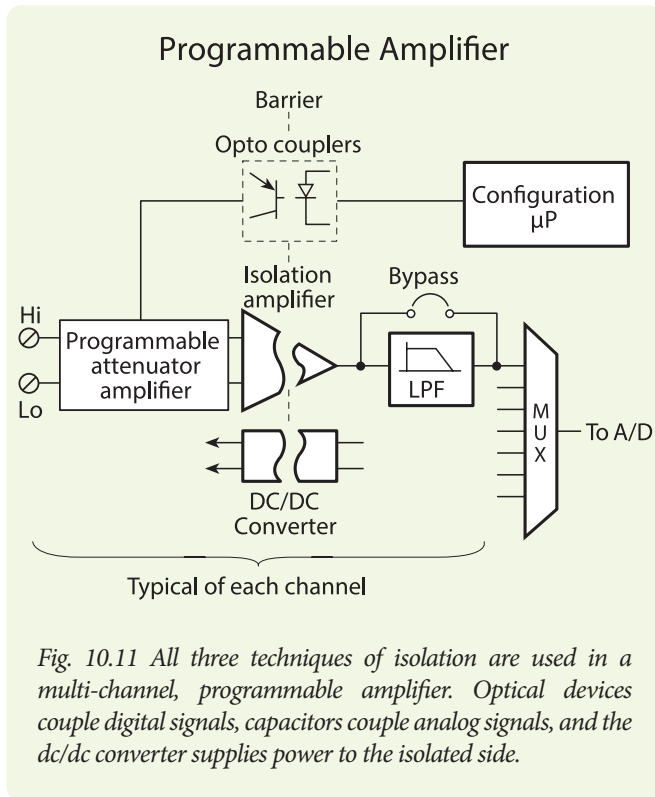 Programmable Amplifier
Barrier
Opto couplers
Configuration
µP
Isolation
amplifier
Bypass
Hi
Programmable
attenuator
amplifier
Lo
LPF
MUX
To A/D
DC/DC
Converter
Typical of each channel
Fig. 10.11 All three techniques of isolation are used in a
multi-channel, programmable amplifier. Optical devices
couple digital signals, capacitors couple analog signals, and the
dc/dc converter supplies power to the isolated side.